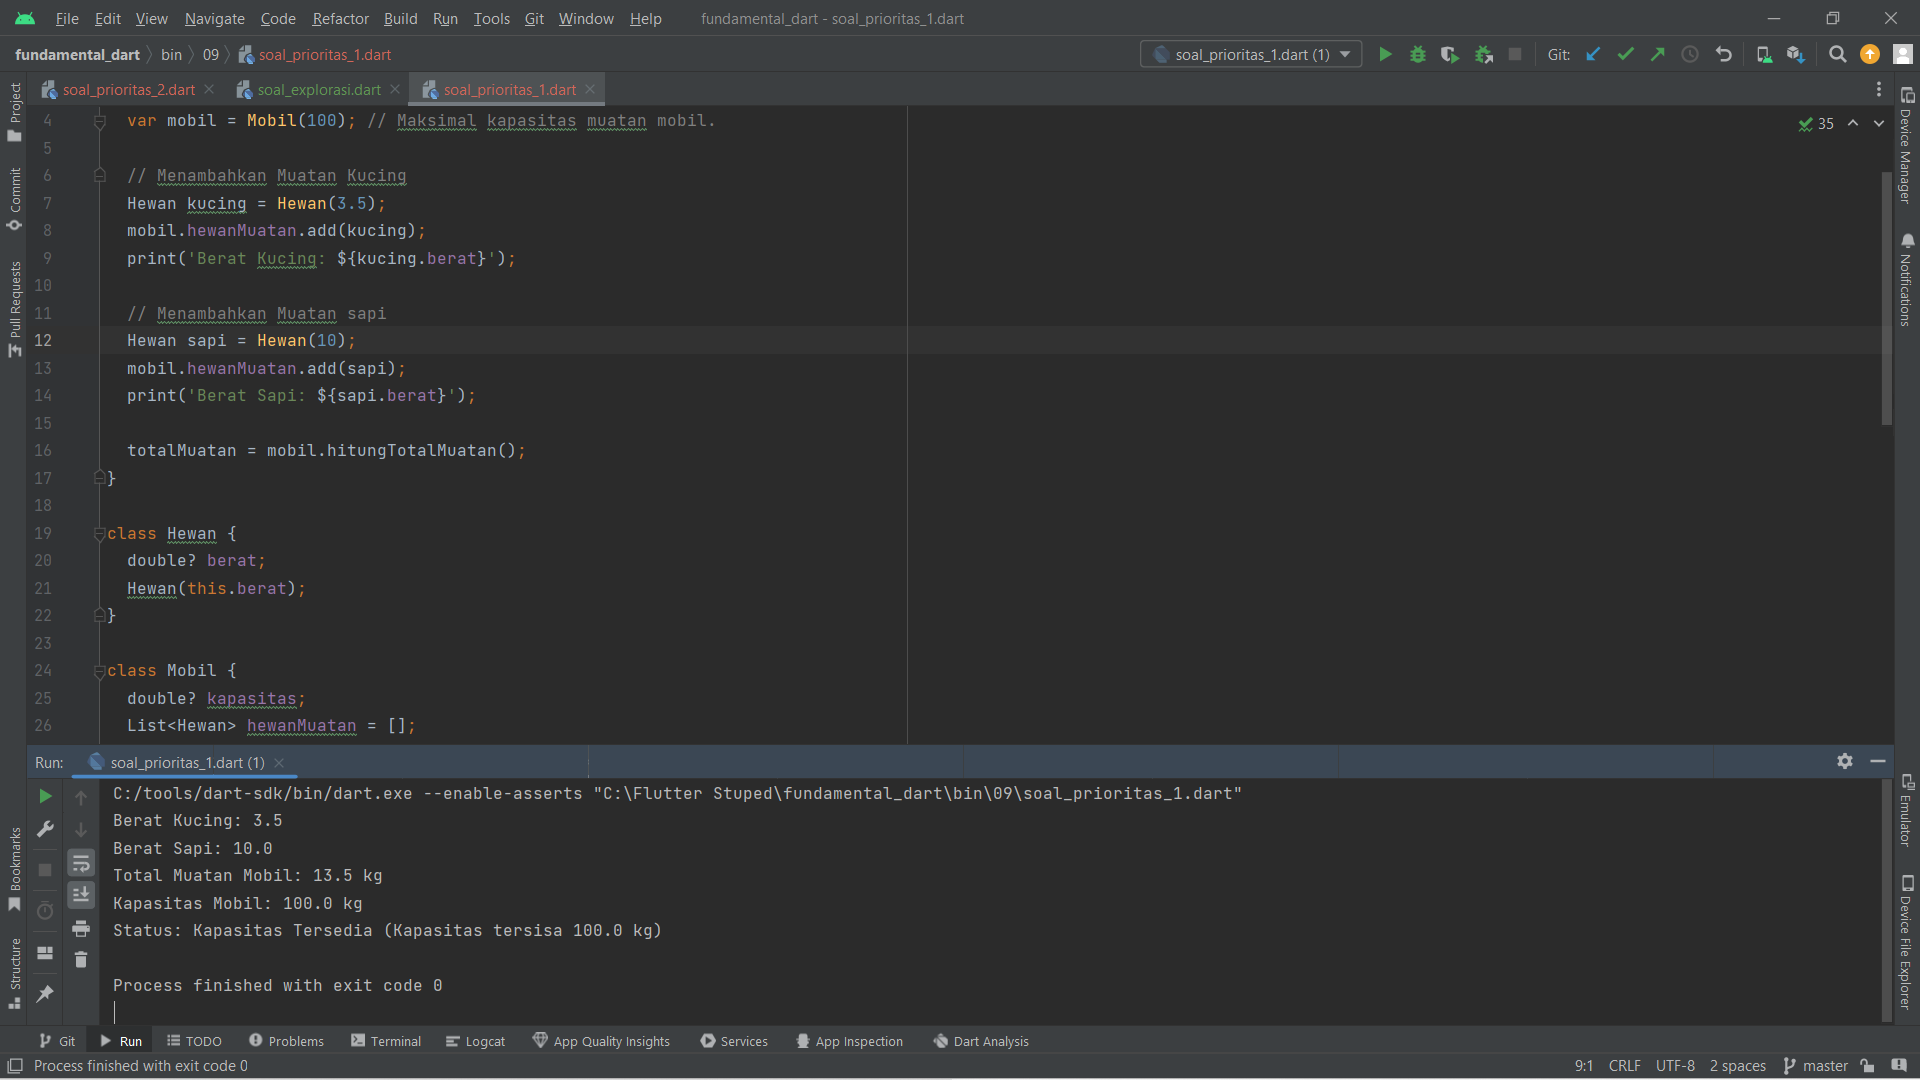 File Edit View Navigate Code Refactor Build Run Tools Git Window Help fundamental_dart - soal_prioritas_1.dart
fundamental_dart bin 09 soal_prioritas_1.dart soal_prioritas_1.dart (1) Git:
soal_prioritas_2.dart soal_explorasi.dart soal_prioritas_1.dart
4 var mobil = Mobil(100); // Maksimal kapasitas muatan mobil. 35
5
6 // Menambahkan Muatan Kucing
7 Hewan kucing = Hewan(3.5);
8 mobil.hewanMuatan.add(kucing);
9 print('Berat Kucing: ${kucing.berat}');
10
11 // Menambahkan Muatan sapi
12 Hewan sapi = Hewan(10);
13 mobil.hewanMuatan.add(sapi);
14 print('Berat Sapi: ${sapi.berat}');
15
16 totalMuatan = mobil.hitungTotalMuatan();
17 }
18
19 class Hewan {
20 double? berat;
21 Hewan(this.berat);
22 }
23
24 class Mobil {
25 double? kapasitas;
26 List<Hewan> hewanMuatan = [];
Project
Commit
Pull Requests
Bookmarks
Structure
Device Manager
Notifications
Emulator
Device File Explorer
Run: soal_prioritas_1.dart (1)
C:/tools/dart-sdk/bin/dart.exe --enable-asserts "C:\Flutter Stuped\fundamental_dart\bin\09\soal_prioritas_1.dart"
Berat Kucing: 3.5
Berat Sapi: 10.0
Total Muatan Mobil: 13.5 kg
Kapasitas Mobil: 100.0 kg
Status: Kapasitas Tersedia (Kapasitas tersisa 100.0 kg)
Process finished with exit code 0
Git Run TODO Problems Terminal Logcat App Quality Insights Services App Inspection Dart Analysis
Process finished with exit code 0 9:1 CRLF UTF-8 2 spaces master